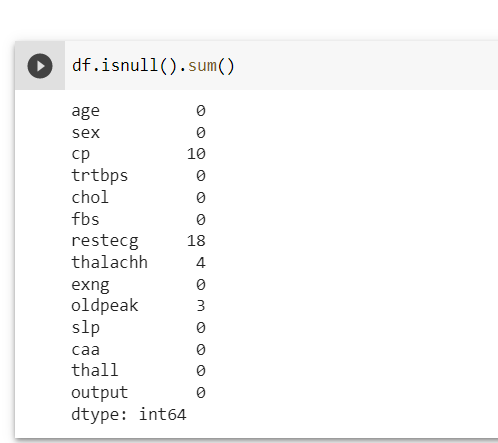 df.isnull().sum()
age 0
sex 0
cp 10
trtbps 0
chol 0
fbs 0
restecg 18
thalachh 4
exng 0
oldpeak 3
slp 0
caa 0
thall 0
output 0
dtype: int64